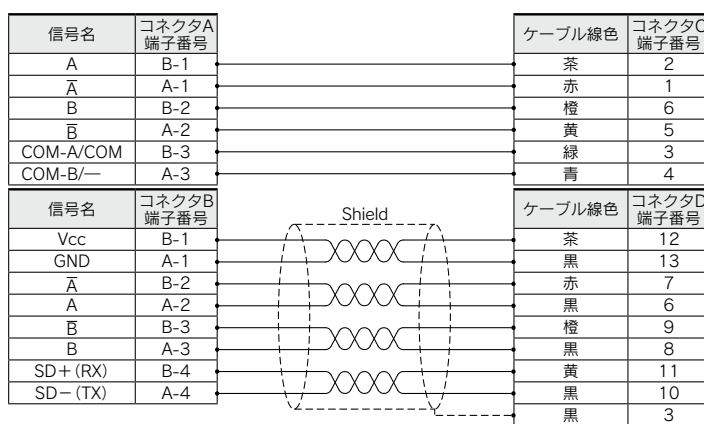 信号名 コネクタA 端子番号 ケーブル線色 コネクタC 端子番号
A B-1 茶 2
A̅ A-1 赤 1
B B-2 橙 6
B̅ A-2 黄 5
COM-A/COM B-3 緑 3
COM-B/― A-3 青 4
信号名 コネクタB 端子番号 Shield ケーブル線色 コネクタD 端子番号
Vcc B-1 茶 12
GND A-1 黒 13
A̅ B-2 赤 7
A A-2 黒 6
B̅ B-3 橙 9
B A-3 黒 8
SD+(RX) B-4 黄 11
SD-(TX) A-4 黒 10
黒 3